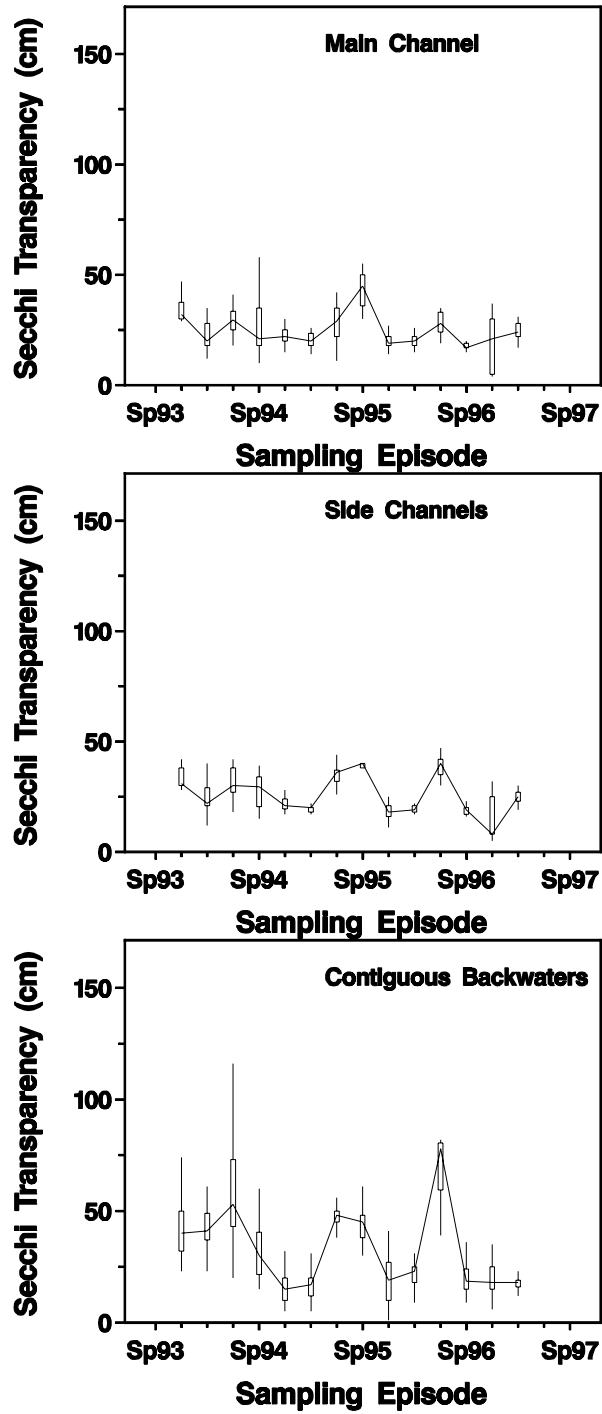 Main Channel
Secchi Transparency (cm)
150
100
50
0
Sp93 Sp94 Sp95 Sp96 Sp97
Sampling Episode
Side Channels
Secchi Transparency (cm)
150
100
50
0
Sp93 Sp94 Sp95 Sp96 Sp97
Sampling Episode
Contiguous Backwaters
Secchi Transparency (cm)
150
100
50
0
Sp93 Sp94 Sp95 Sp96 Sp97
Sampling Episode